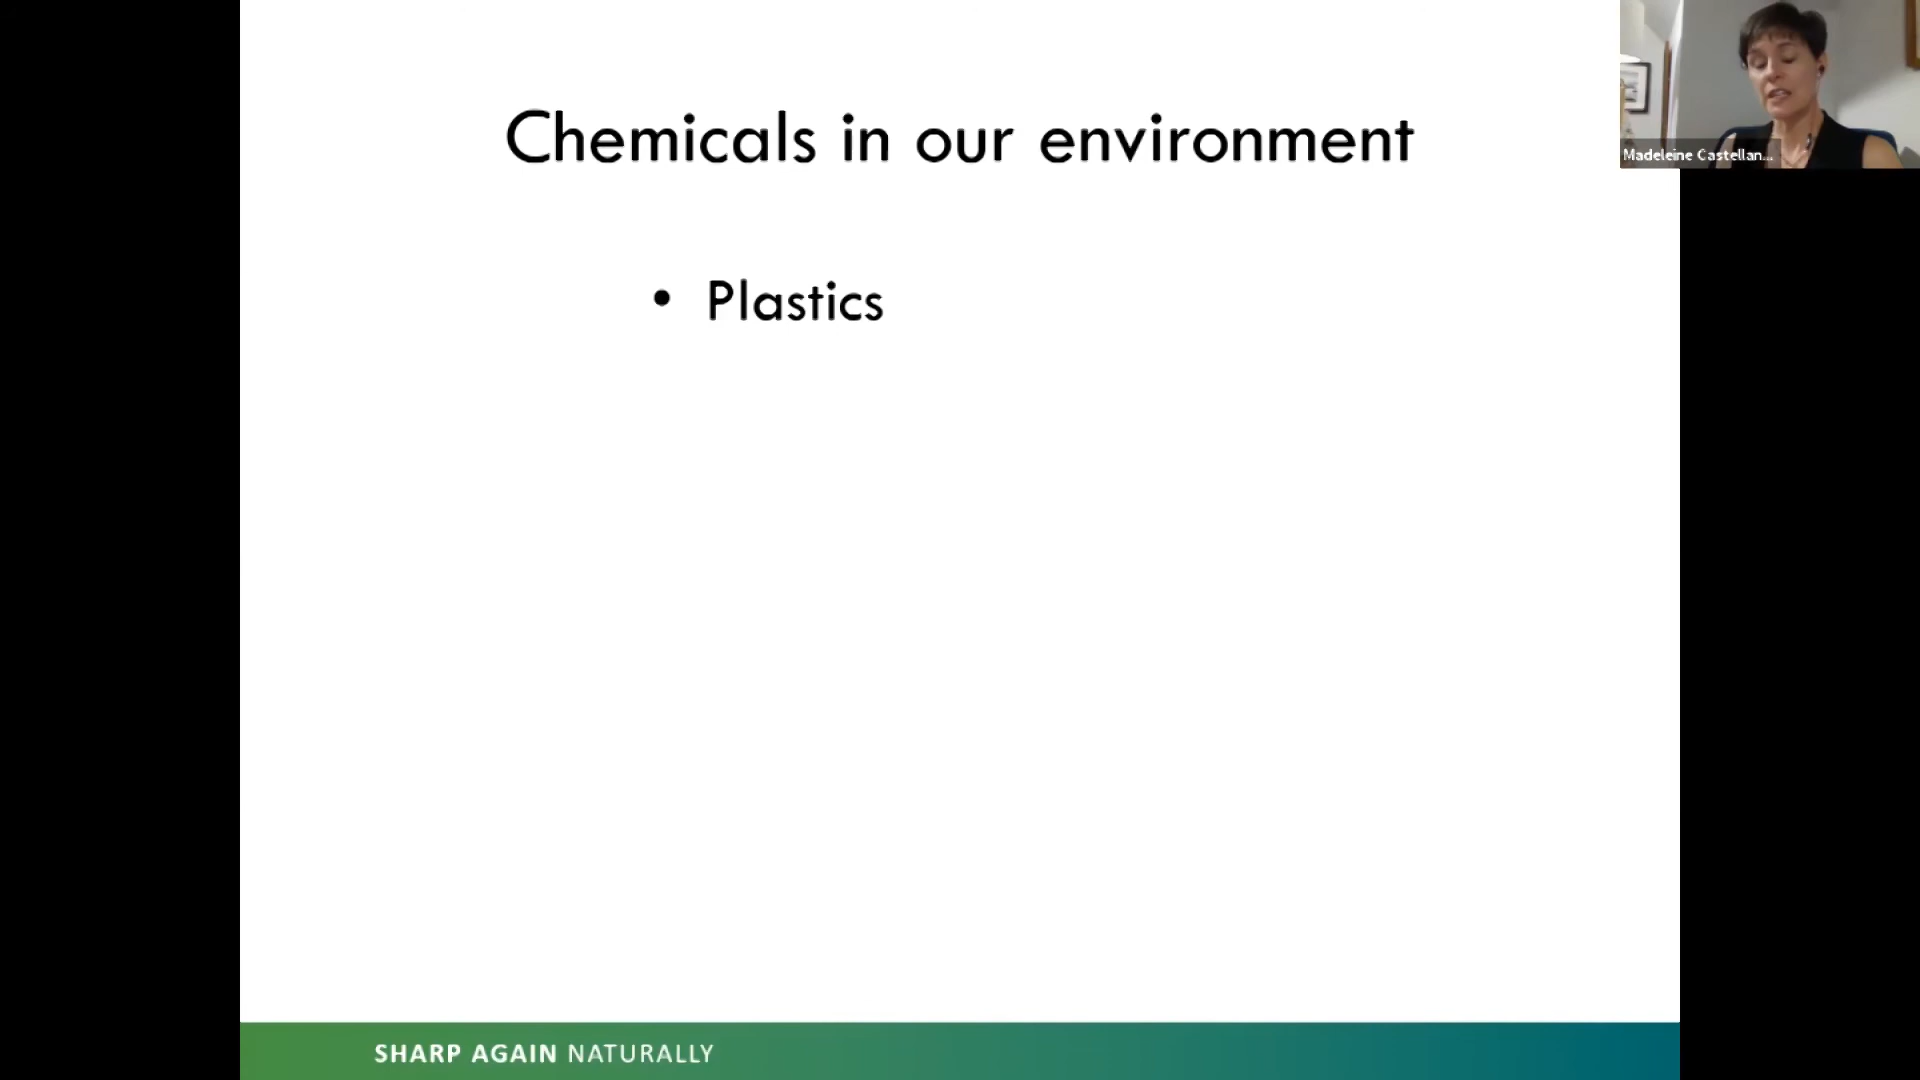 Chemicals in our environment
Madeleine Castellan...
• Plastics
SHARP AGAIN NATURALLY